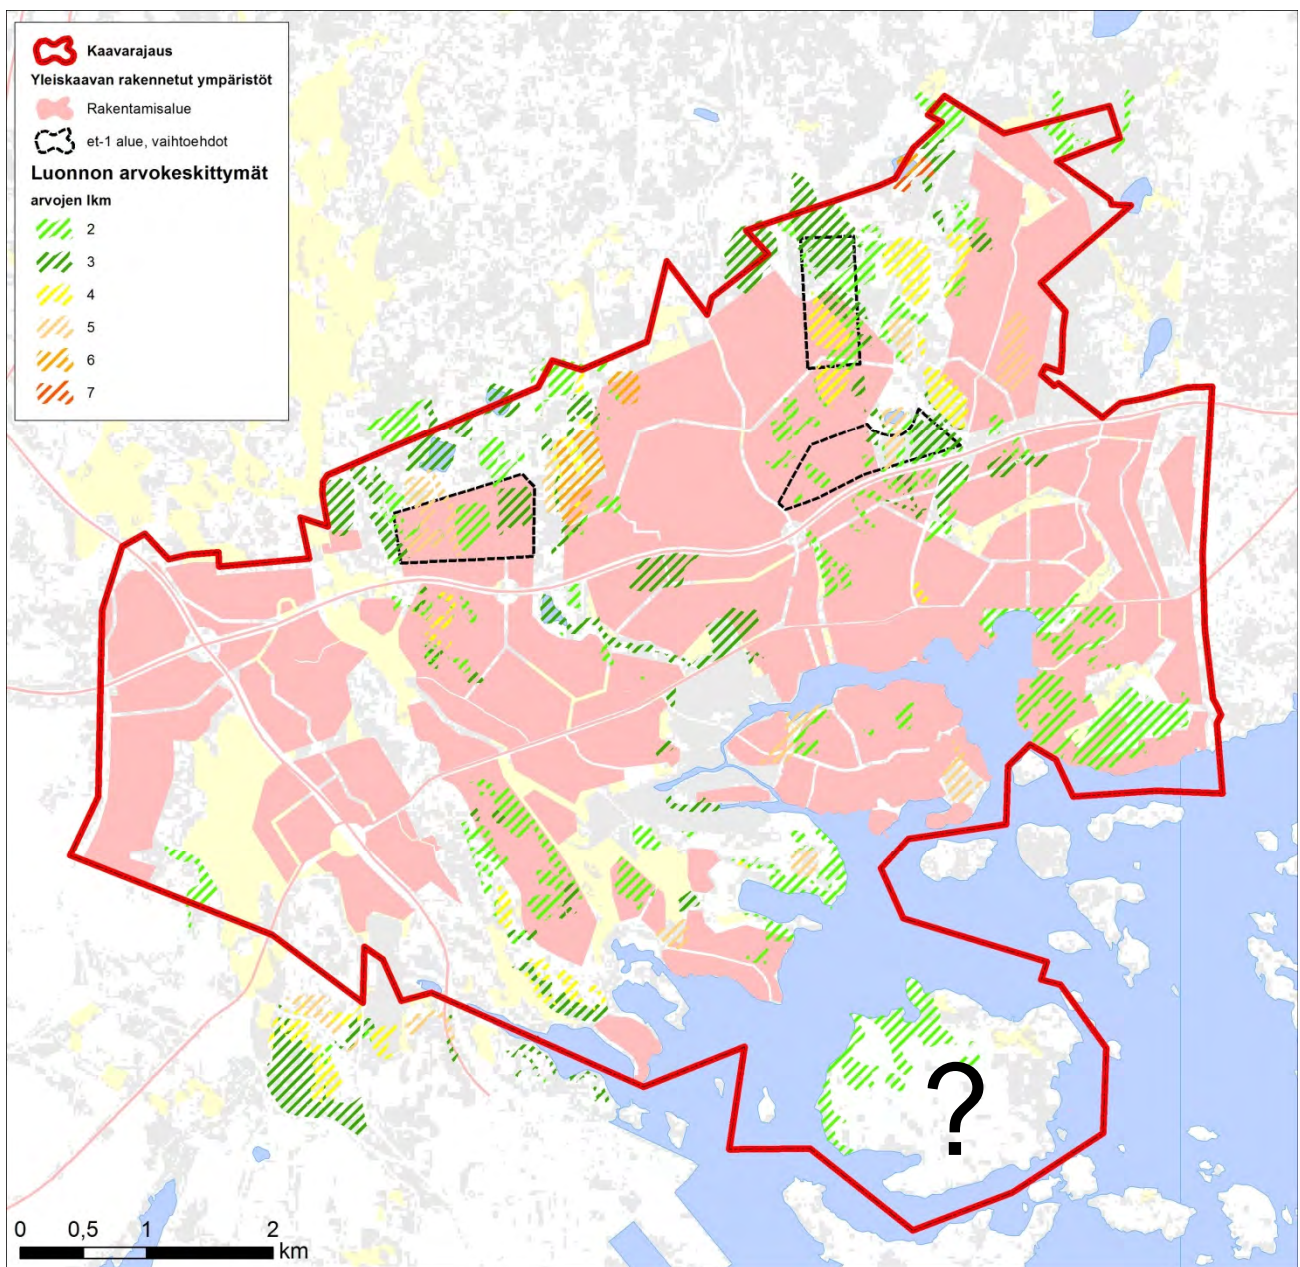 Kaavarajaus
Yleiskaavan rakennetut ympäristöt
Rakentamisalue
et-1 alue, vaihtoehdot
Luonnon arvokeskittymät
arvojen lkm
2
3
4
5
6
7
?
0 0,5 1 2
km